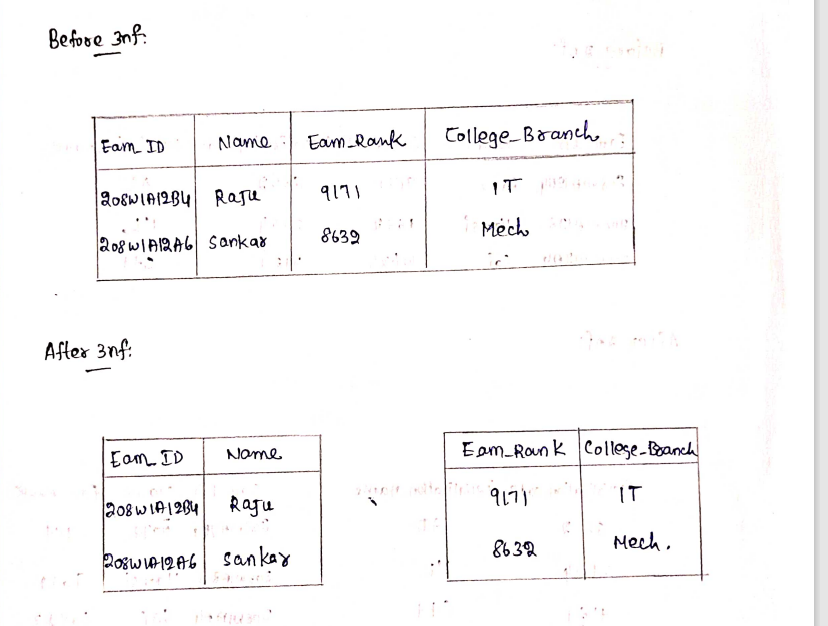 Before 3nf:
Eam_ID Name Eam_Rank College_Branch
208W1A12B4 Raju 9171 IT
208W1A12A6 Sankar 8632 Mech
After 3nf:
Eam_ID Name
208W1A12B4 Raju
208W1A12A6 Sankar
Eam_Rank College_Branch
9171 IT
8632 Mech.